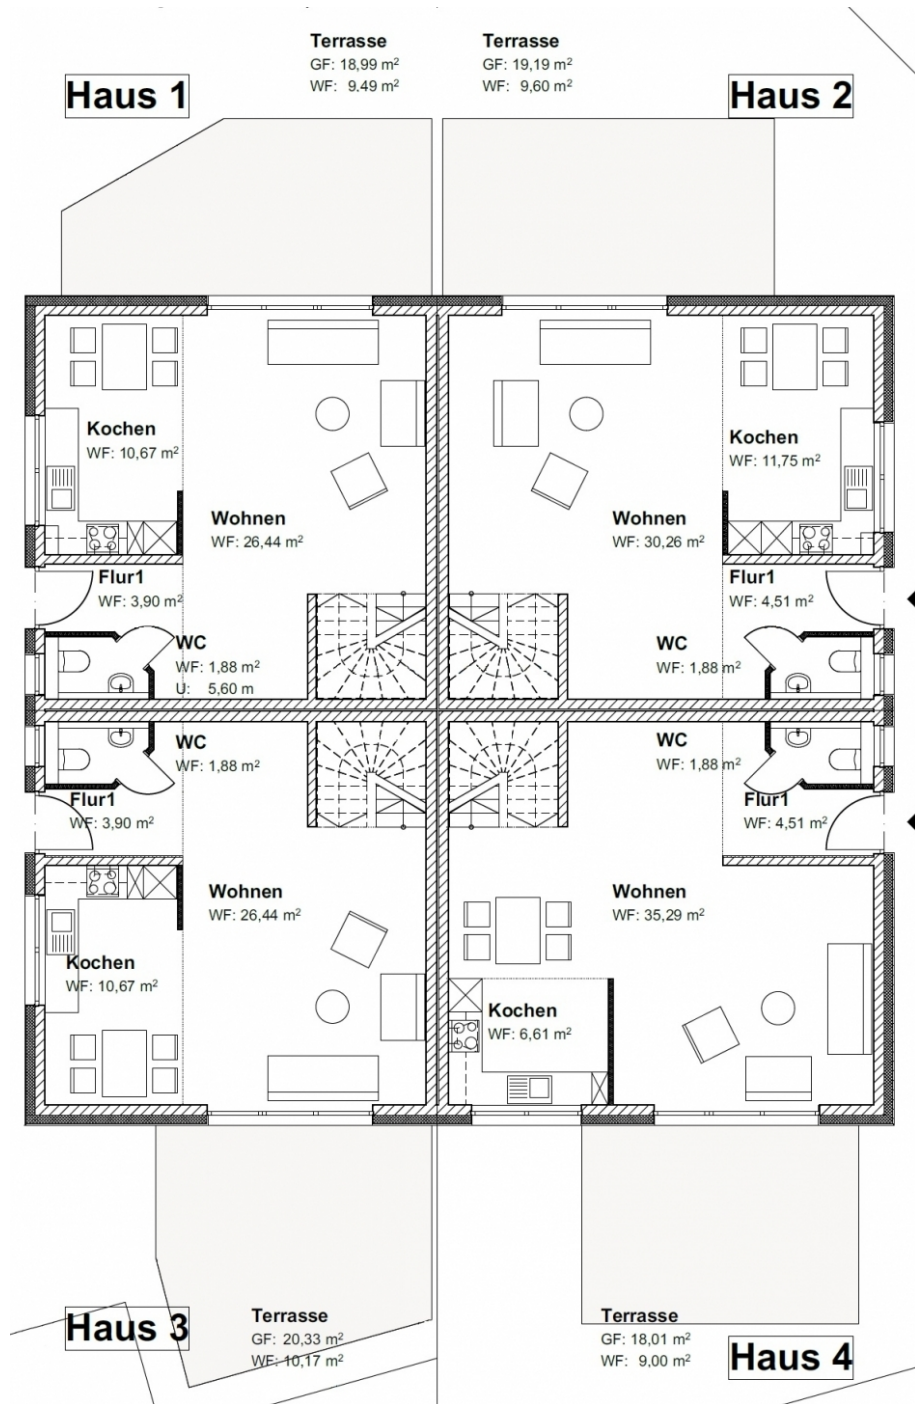 Terrasse
GF: 18,99 m²
WF: 9.49 m²
Terrasse
GF: 19,19 m²
WF: 9,60 m²
Haus 1
Haus 2
Kochen
WF: 10,67 m²
Kochen
WF: 11,75 m²
Wohnen
WF: 26,44 m²
Wohnen
WF: 30,26 m²
Flur1
WF: 3,90 m²
Flur1
WF: 4,51 m²
WC
WF: 1,88 m²
U: 5,60 m
WC
WF: 1,88 m²
WC
WF: 1,88 m²
WC
WF: 1,88 m²
Flur1
WF: 3,90 m²
Flur1
WF: 4,51 m²
Wohnen
WF: 26,44 m²
Wohnen
WF: 35,29 m²
Kochen
WF: 10,67 m²
Kochen
WF: 6,61 m²
Haus 3
Terrasse
GF: 20,33 m²
WF: 10,17 m²
Terrasse
GF: 18,01 m²
WF: 9,00 m²
Haus 4